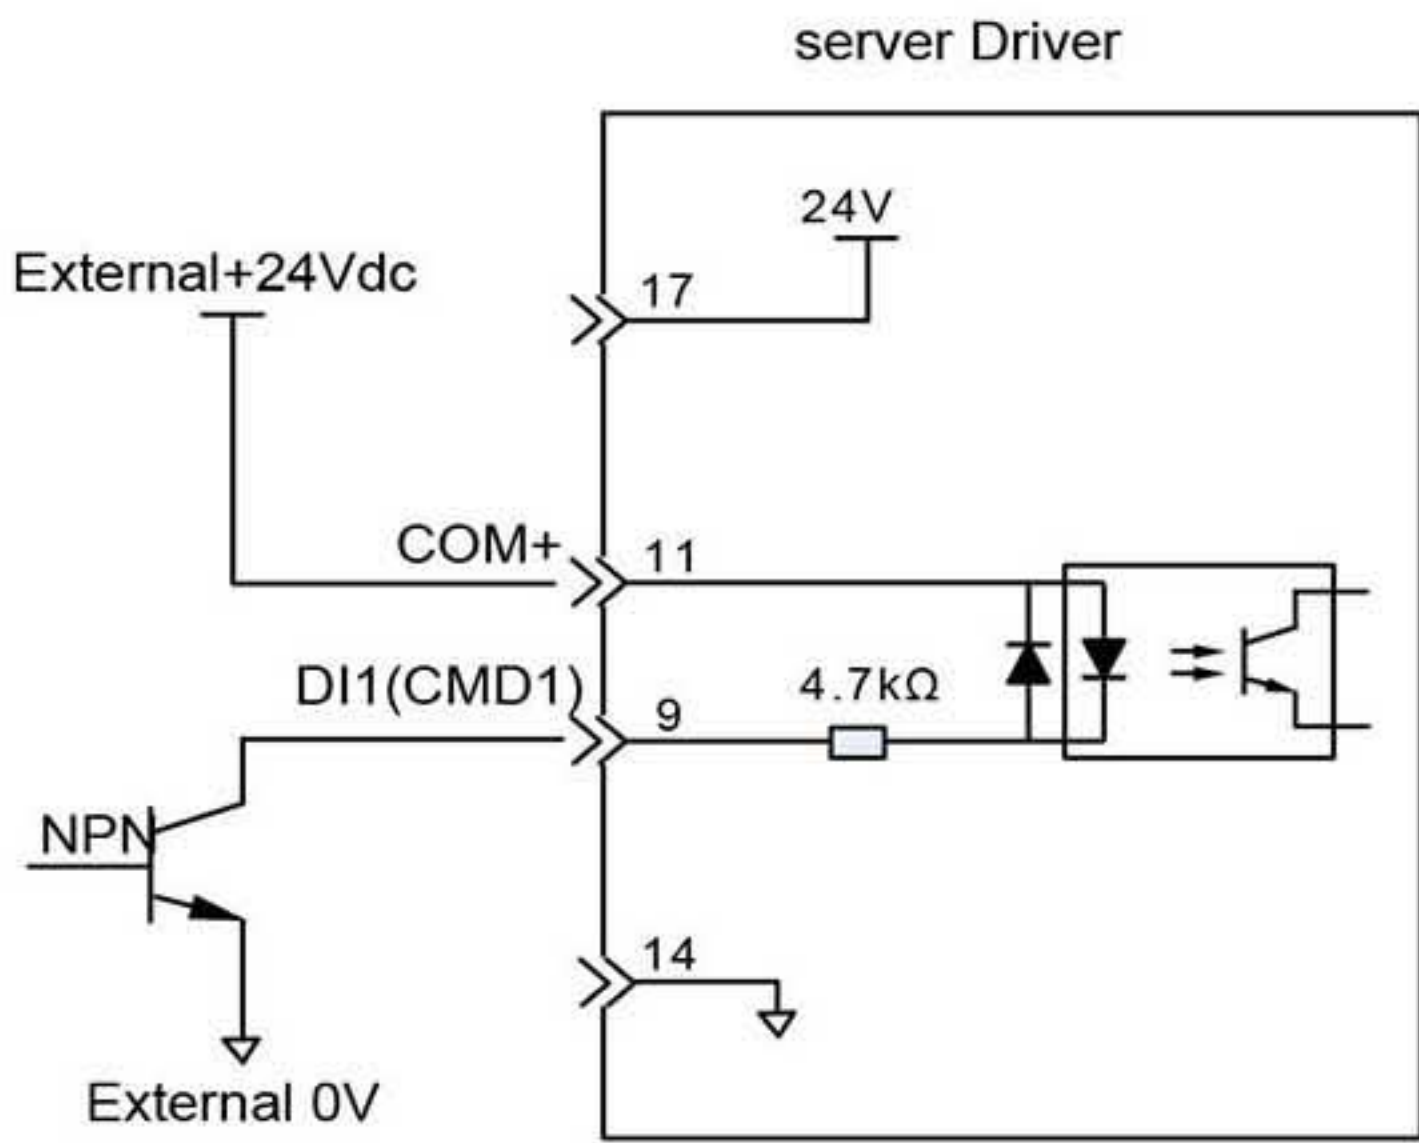 server Driver
24V
External+24Vdc
17
COM+
11
DI1(CMD1)
9
4.7kΩ
NPN
14
External 0V